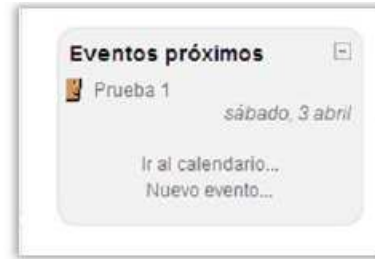 Eventos próximos
Prueba 1
sábado, 3 abril
Ir al calendario...
Nuevo evento...